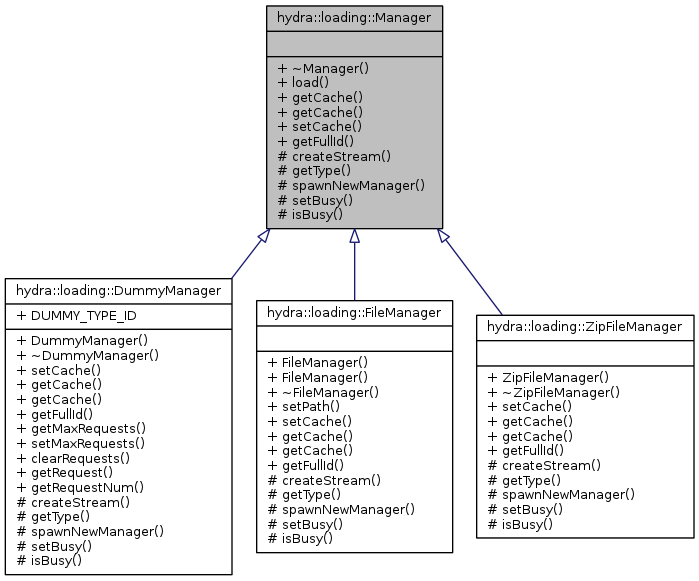 hydra::loading::Manager
+ ~Manager()
+ load()
+ getCache()
+ getCache()
+ setCache()
+ getFullId()
# createStream()
# getType()
# spawnNewManager()
# setBusy()
# isBusy()
hydra::loading::DummyManager
+ DUMMY_TYPE_ID
+ DummyManager()
+ ~DummyManager()
+ setCache()
+ getCache()
+ getCache()
+ getFullId()
+ getMaxRequests()
+ setMaxRequests()
+ clearRequests()
+ getRequest()
+ getRequestNum()
# createStream()
# getType()
# spawnNewManager()
# setBusy()
# isBusy()
hydra::loading::FileManager
+ FileManager()
+ FileManager()
+ ~FileManager()
+ setPath()
+ setCache()
+ getCache()
+ getCache()
+ getFullId()
# createStream()
# getType()
# spawnNewManager()
# setBusy()
# isBusy()
hydra::loading::ZipFileManager
+ ZipFileManager()
+ ~ZipFileManager()
+ setCache()
+ getCache()
+ getCache()
+ getFullId()
# createStream()
# getType()
# spawnNewManager()
# setBusy()
# isBusy()